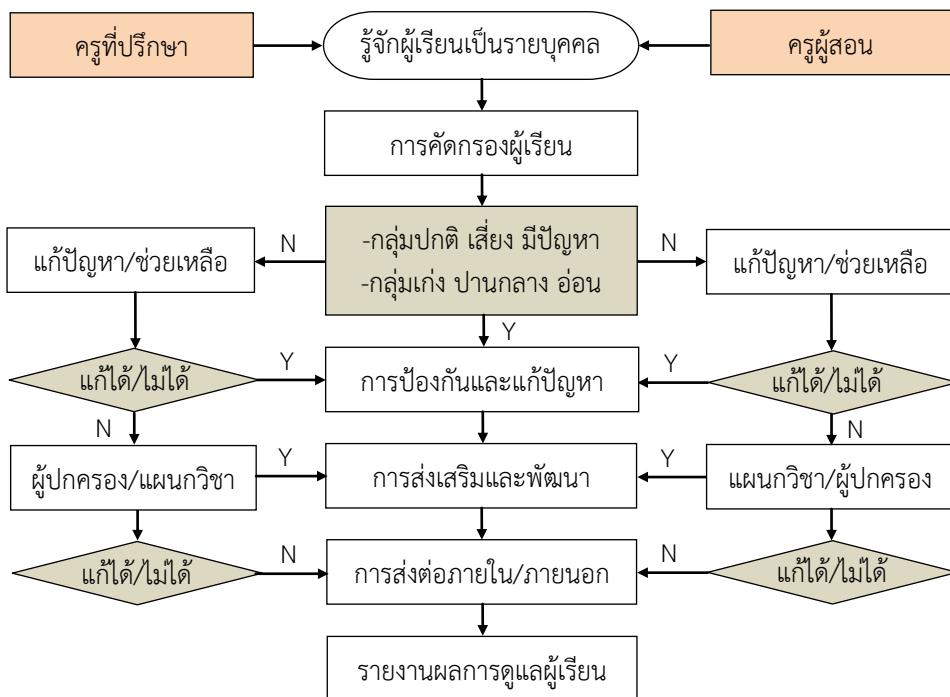 ครูที่ปรึกษา
รู้จักผู้เรียนเป็นรายบุคคล
ครูผู้สอน
การคัดกรองผู้เรียน
แก้ปัญหา/ช่วยเหลือ
N
-กลุ่มปกติ เสี่ยง มีปัญหา
-กลุ่มเก่ง ปานกลาง อ่อน
N
แก้ปัญหา/ช่วยเหลือ
Y
แก้ได้/ไม่ได้
Y
การป้องกันและแก้ปัญหา
Y
แก้ได้/ไม่ได้
N
N
ผู้ปกครอง/แผนกวิชา
Y
การส่งเสริมและพัฒนา
Y
แผนกวิชา/ผู้ปกครอง
แก้ได้/ไม่ได้
N
การส่งต่อภายใน/ภายนอก
N
แก้ได้/ไม่ได้
รายงานผลการดูแลผู้เรียน